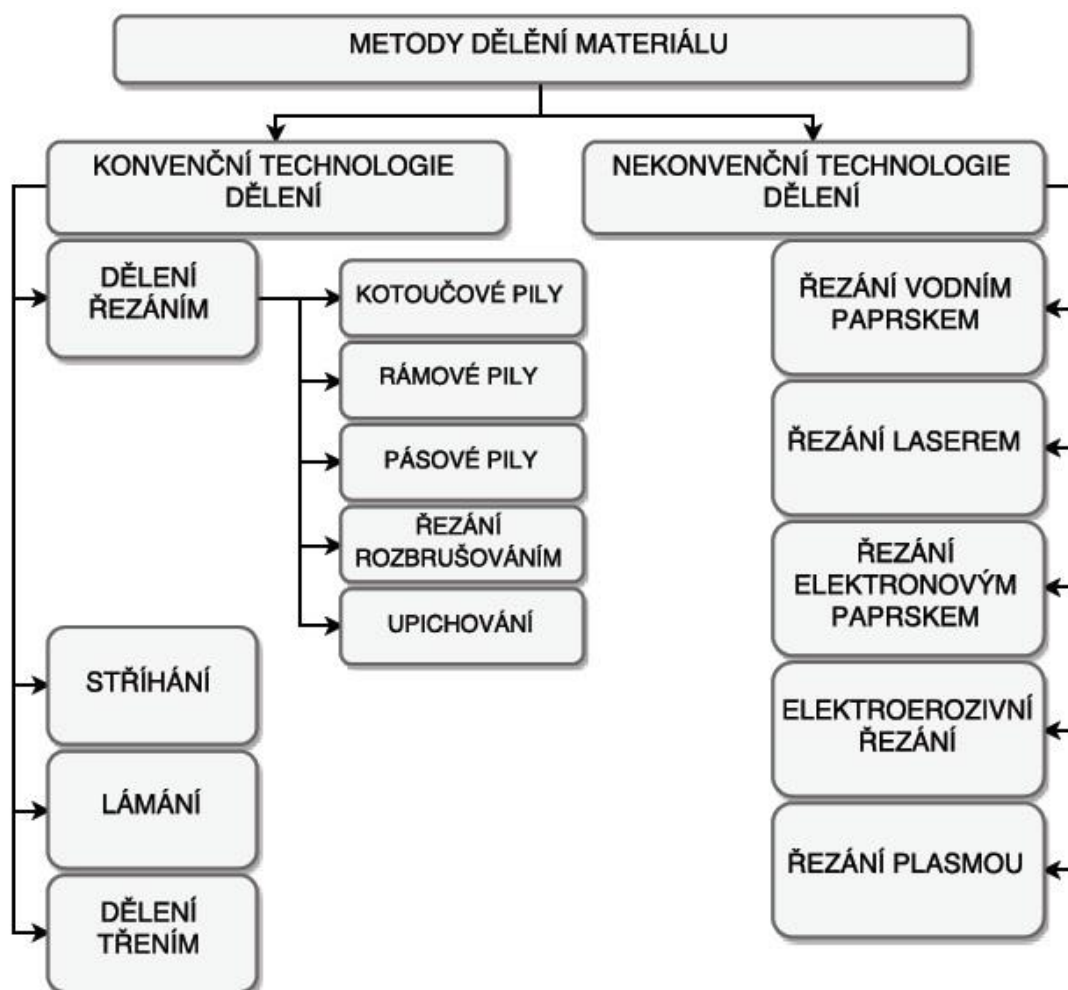 METODY DĚLĚNÍ MATERIÁLU
KONVENČNÍ TECHNOLOGIE
DĚLENÍ
NEKONVENČNÍ TECHNOLOGIE
DĚLENÍ
DĚLENÍ
ŘEZÁNÍM
KOTOUČOVÉ PILY
RÁMOVÉ PILY
PÁSOVÉ PILY
ŘEZÁNÍ
ROZBRUŠOVÁNÍM
UPICHOVÁNÍ
STŘÍHÁNÍ
LÁMÁNÍ
DĚLENÍ
TŘENÍM
ŘEZÁNÍ VODNÍM
PAPRSKEM
ŘEZÁNÍ LASEREM
ŘEZÁNÍ
ELEKTRONOVÝM
PAPRSKEM
ELEKTROEROZIVNÍ
ŘEZÁNÍ
ŘEZÁNÍ PLASMOU